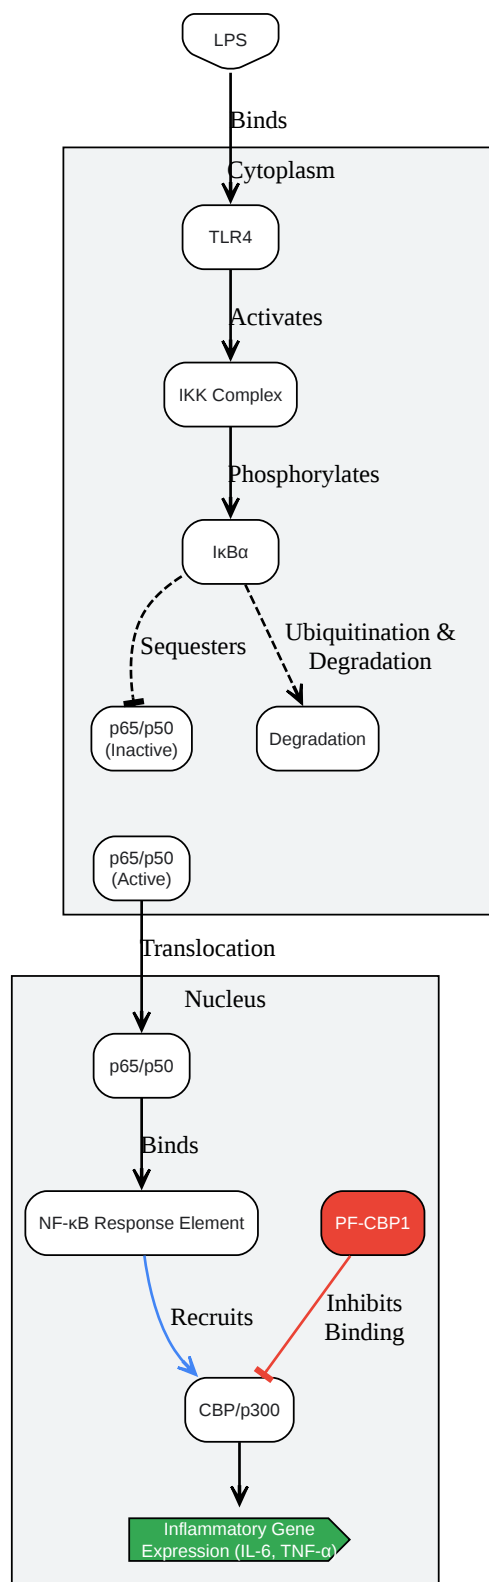 LPS
Binds
Cytoplasm
TLR4
Activates
IKK Complex
Phosphorylates
IκBα
Sequesters
Ubiquitination &
Degradation
p65/p50
(Inactive)
Degradation
p65/p50
(Active)
Translocation
Nucleus
p65/p50
Binds
NF-κB Response Element
PF-CBP1
Recruits
Inhibits
Binding
CBP/p300
Inflammatory Gene
Expression (IL-6, TNF-α)